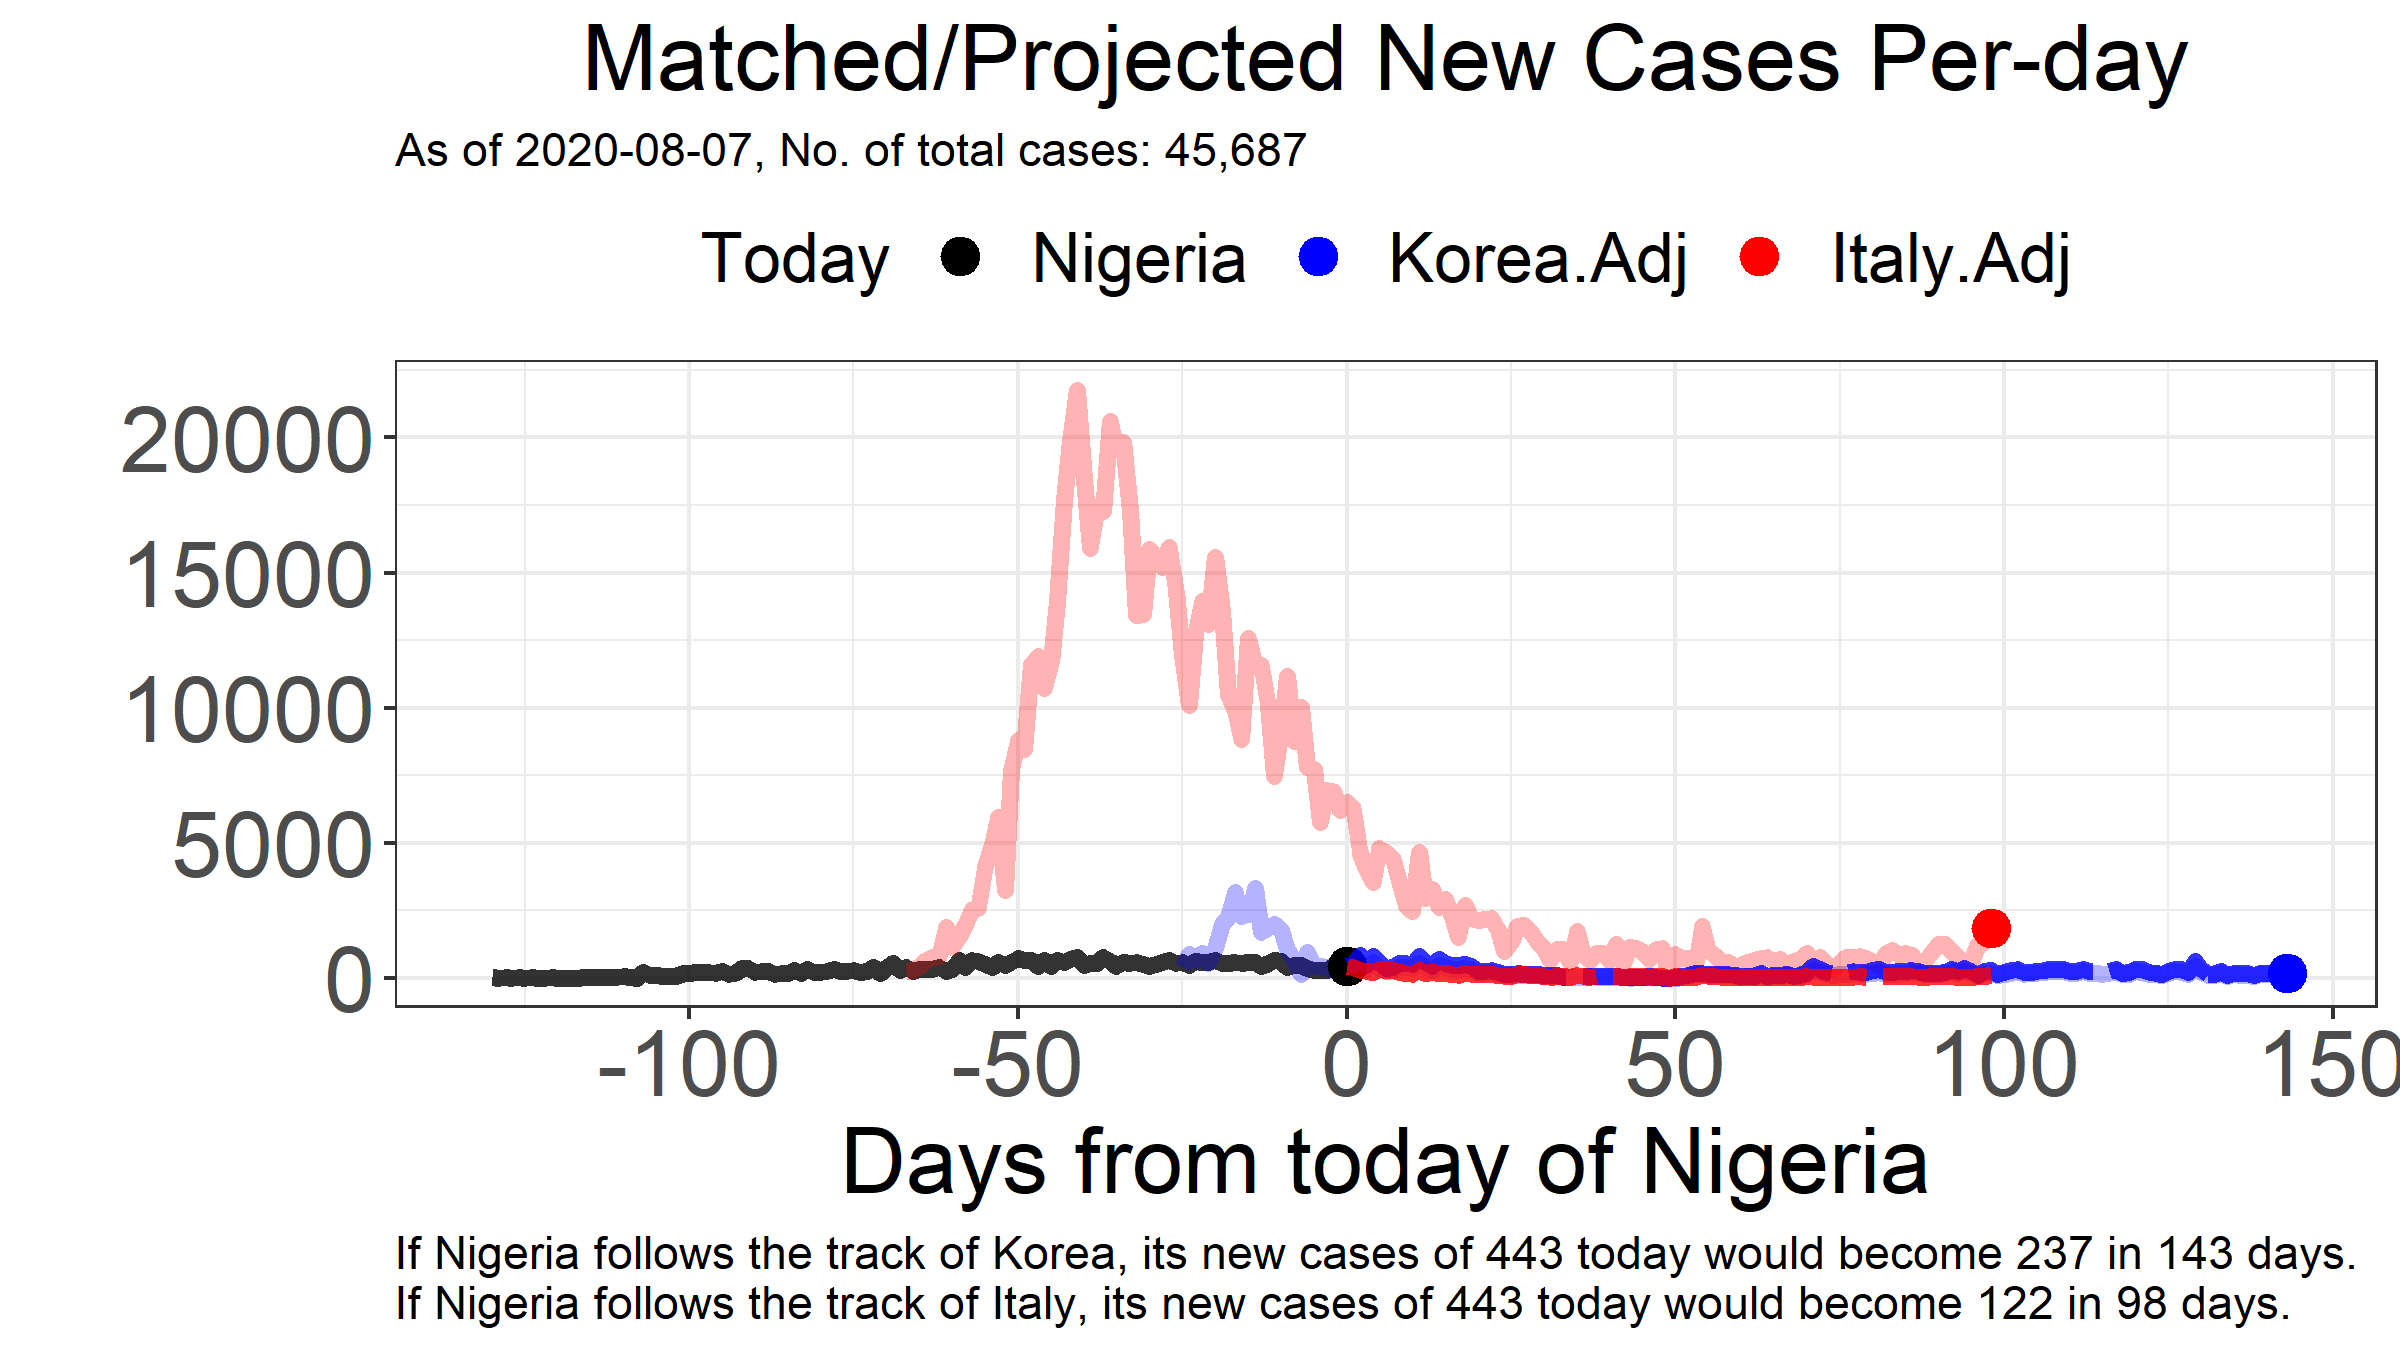 Matched/Projected New Cases Per-day
As of 2020-08-07, No. of total cases: 45,687
Today Nigeria Korea.Adj Italy.Adj
20000
15000
10000
5000
0
-100 -50 0 50 100 150
Days from today of Nigeria
If Nigeria follows the track of Korea, its new cases of 443 today would become 237 in 143 days.
If Nigeria follows the track of Italy, its new cases of 443 today would become 122 in 98 days.